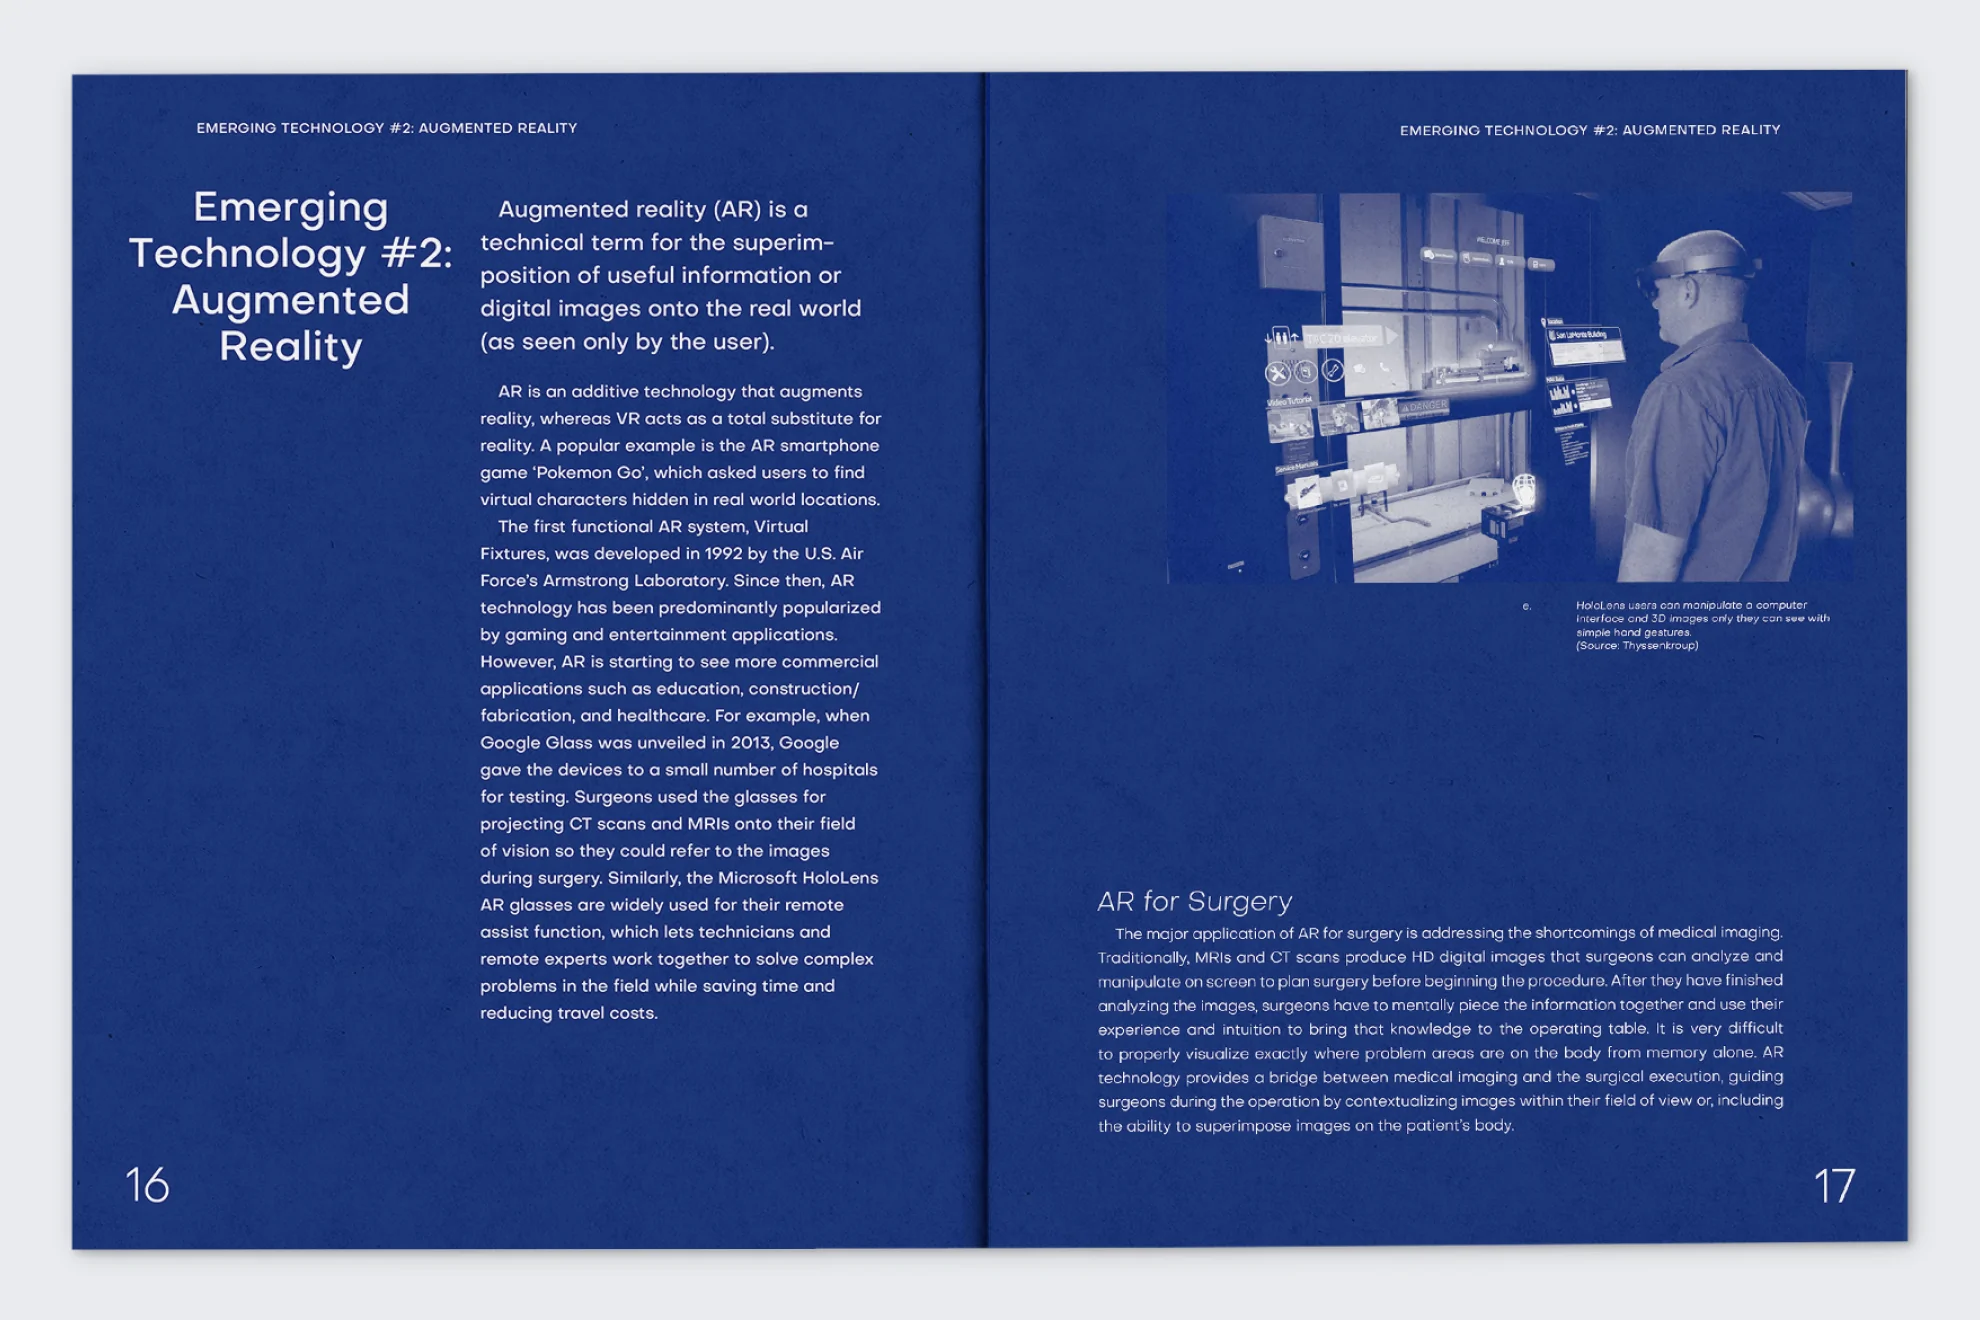 EMERGING TECHNOLOGY #2: AUGMENTED REALITY
Emerging
Technology #2:
Augmented
Reality
Augmented reality (AR) is a
technical term for the superim-
position of useful information or
digital images onto the real world
(as seen only by the user).
AR is an additive technology that augments
reality, whereas VR acts as a total substitute for
reality. A popular example is the AR smartphone
game ‘Pokemon Go’, which asked users to find
virtual characters hidden in real world locations.
The first functional AR system, Virtual
Fixtures, was developed in 1992 by the U.S. Air
Force’s Armstrong Laboratory. Since then, AR
technology has been predominantly popularized
by gaming and entertainment applications.
However, AR is starting to see more commercial
applications such as education, construction/
fabrication, and healthcare. For example, when
Google Glass was unveiled in 2013, Google
gave the devices to a small number of hospitals
for testing. Surgeons used the glasses for
projecting CT scans and MRIs onto their field
of vision so they could refer to the images
during surgery. Similarly, the Microsoft HoloLens
AR glasses are widely used for their remote
assist function, which lets technicians and
remote experts work together to solve complex
problems in the field while saving time and
reducing travel costs.
16
EMERGING TECHNOLOGY #2: AUGMENTED REALITY
San LaMonte Building
Video Tutorial
DANGER
Service Manuals
e.
HoloLens users can manipulate a computer
interface and 3D images only they can see with
simple hand gestures.
(Source: Thyssenkroup)
AR for Surgery
The major application of AR for surgery is addressing the shortcomings of medical imaging.
Traditionally, MRIs and CT scans produce HD digital images that surgeons can analyze and
manipulate on screen to plan surgery before beginning the procedure. After they have finished
analyzing the images, surgeons have to mentally piece the information together and use their
experience and intuition to bring that knowledge to the operating table. It is very difficult
to properly visualize exactly where problem areas are on the body from memory alone. AR
technology provides a bridge between medical imaging and the surgical execution, guiding
surgeons during the operation by contextualizing images within their field of view or, including
the ability to superimpose images on the patient’s body.
17